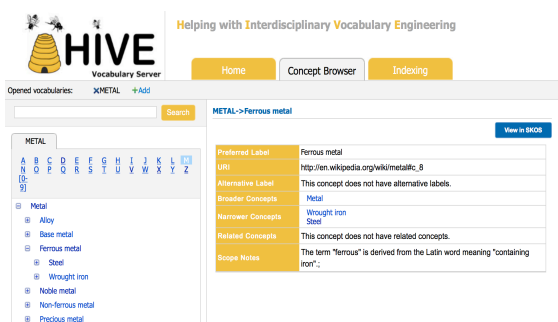 Helping with Interdisciplinary Vocabulary Engineering
HIVE
Vocabulary Server
Home
Concept Browser
Indexing
Opened vocabularies: ×METAL +Add
Search
METAL
A B C D E F G H I J K L M
N O P Q R S T U V W X Y Z
[0-
9]
Metal
Alloy
Base metal
Ferrous metal
Steel
Wrought iron
Noble metal
Non-ferrous metal
Precious metal
METAL->Ferrous metal
View in SKOS
Preferred Label Ferrous metal
URI http://en.wikipedia.org/wiki/metal#c_8
Alternative Label This concept does not have alternative labels.
Broader Concepts Metal
Narrower Concepts Wrought iron
Steel
Related Concepts This concept does not have related concepts.
Scope Notes The term "ferrous" is derived from the Latin word meaning "containing
iron".;